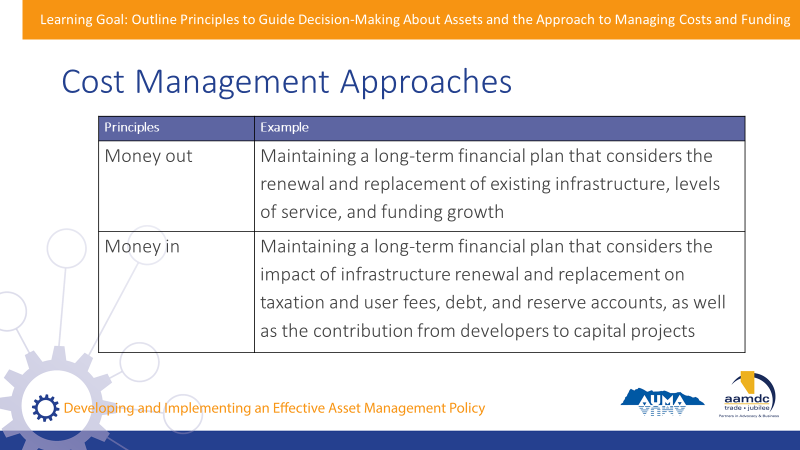 Learning Goal: Outline Principles to Guide Decision-Making About Assets and the Approach to Managing Costs and Funding
Cost Management Approaches
Principles
Example
Money out
Maintaining a long-term financial plan that considers the
renewal and replacement of existing infrastructure, levels
of service, and funding growth
Money in
Maintaining a long-term financial plan that considers the
impact of infrastructure renewal and replacement on
taxation and user fees, debt, and reserve accounts, as well
as the contribution from developers to capital projects
Developing and Implementing an Effective Asset Management Policy
AUMA
aamdc
trade • jubilee
Partners in Advocacy & Business